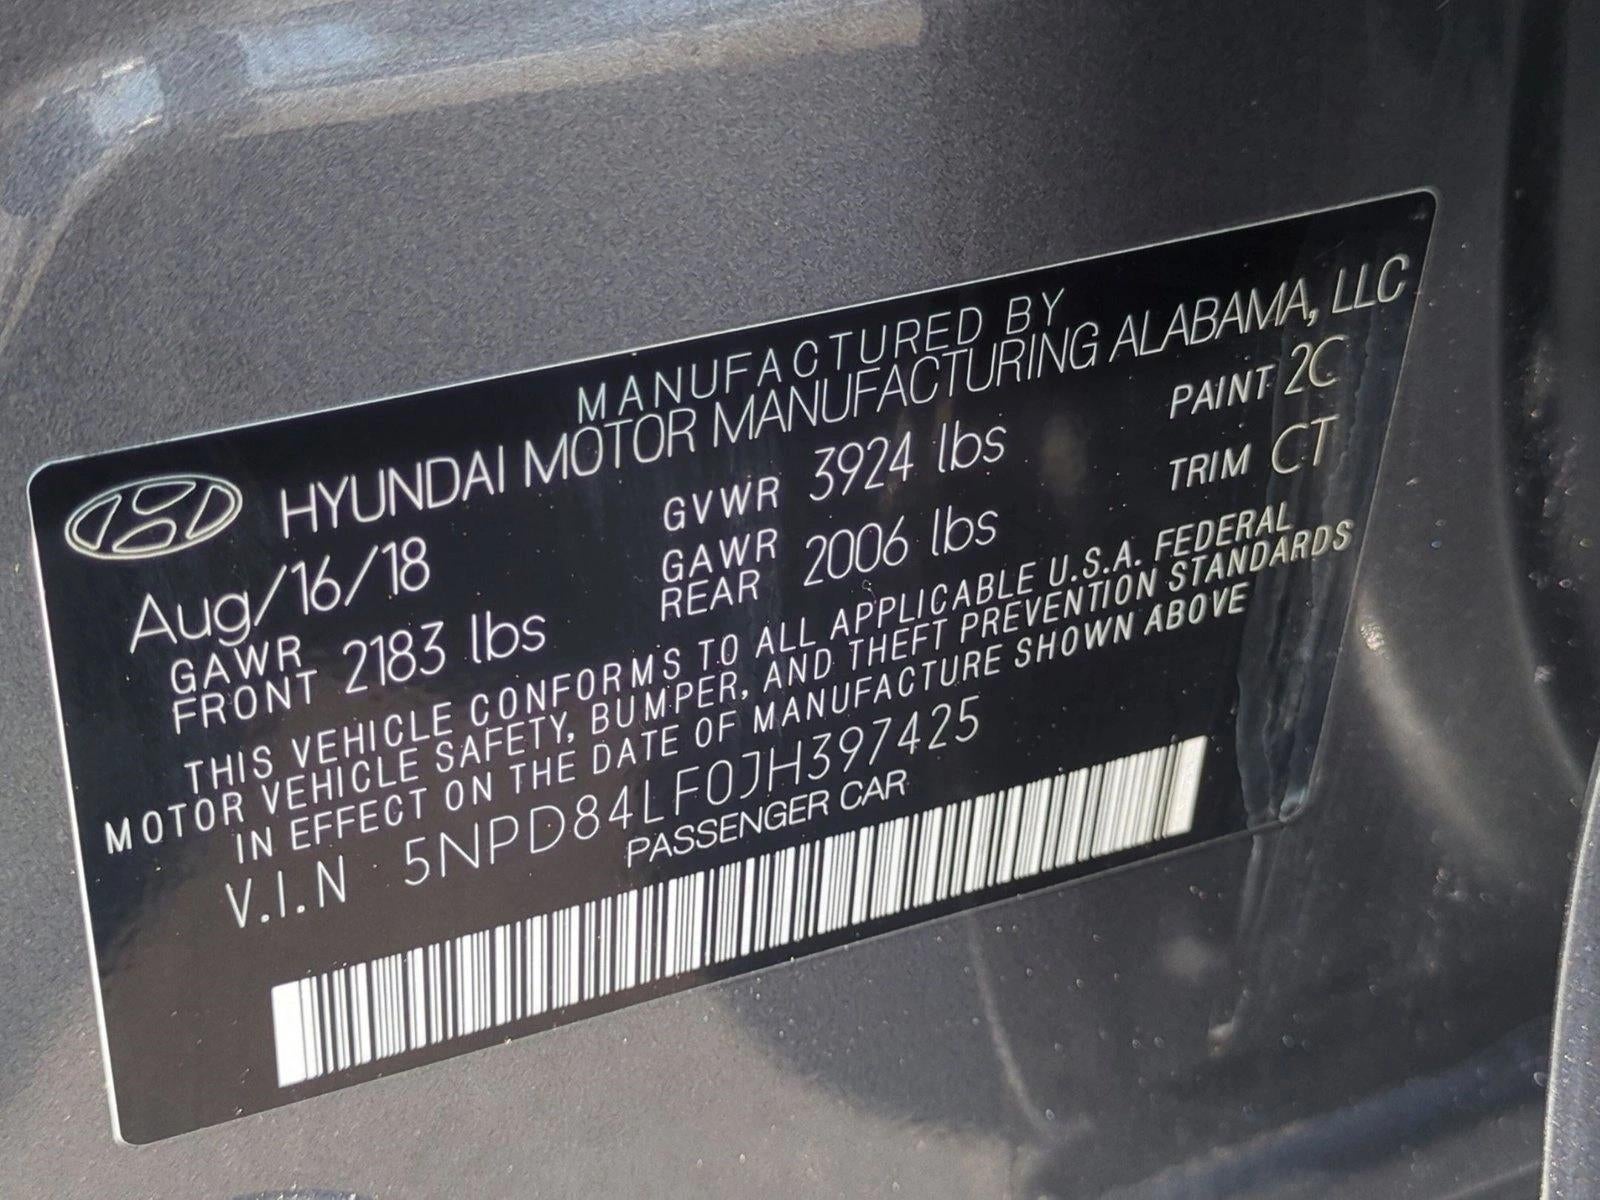 MANUFACTURED BY
HYUNDAI MOTOR MANUFACTURING ALABAMA, LLC
Aug/16/18 GVWR 3924 lbs PAINT 2C
GAWR FRONT 2183 lbs GAWR REAR 2006 lbs TRIM CT
THIS VEHICLE CONFORMS TO ALL APPLICABLE U.S.A. FEDERAL
MOTOR VEHICLE SAFETY, BUMPER, AND THEFT PREVENTION STANDARDS
IN EFFECT ON THE DATE OF MANUFACTURE SHOWN ABOVE
V.I.N 5NPD84LF0JH397425
PASSENGER CAR